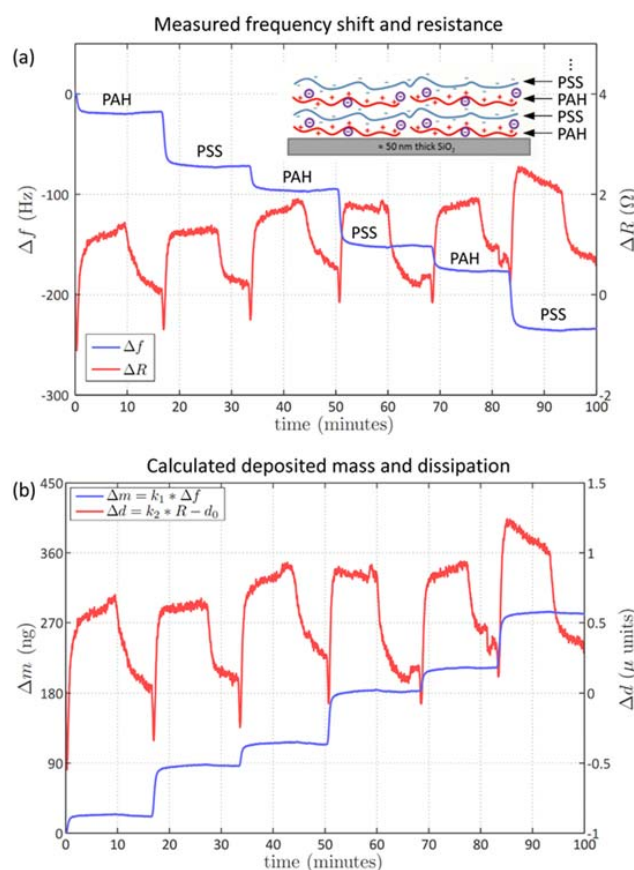 Measured frequency shift and resistance
(a)
PAH
PSS
PAH
PSS
PAH
PSS
⋮
PSS
PAH
PSS
PAH
≈ 50 nm thick SiO₂
0
-50
-100
-150
-200
-250
-300
Δf (Hz)
-50
4
2
0
-2
ΔR (Ω)
Δf
ΔR
0 10 20 30 40 50 60 70 80 90 100
time (minutes)
Calculated deposited mass and dissipation
(b)
Δm = k₁ * Δf
Δd = k₂ * R − d₀
450
360
270
180
90
0
Δm (ng)
1.5
1
0.5
0
-0.5
-1
Δd (μ units)
0 10 20 30 40 50 60 70 80 90 100
time (minutes)